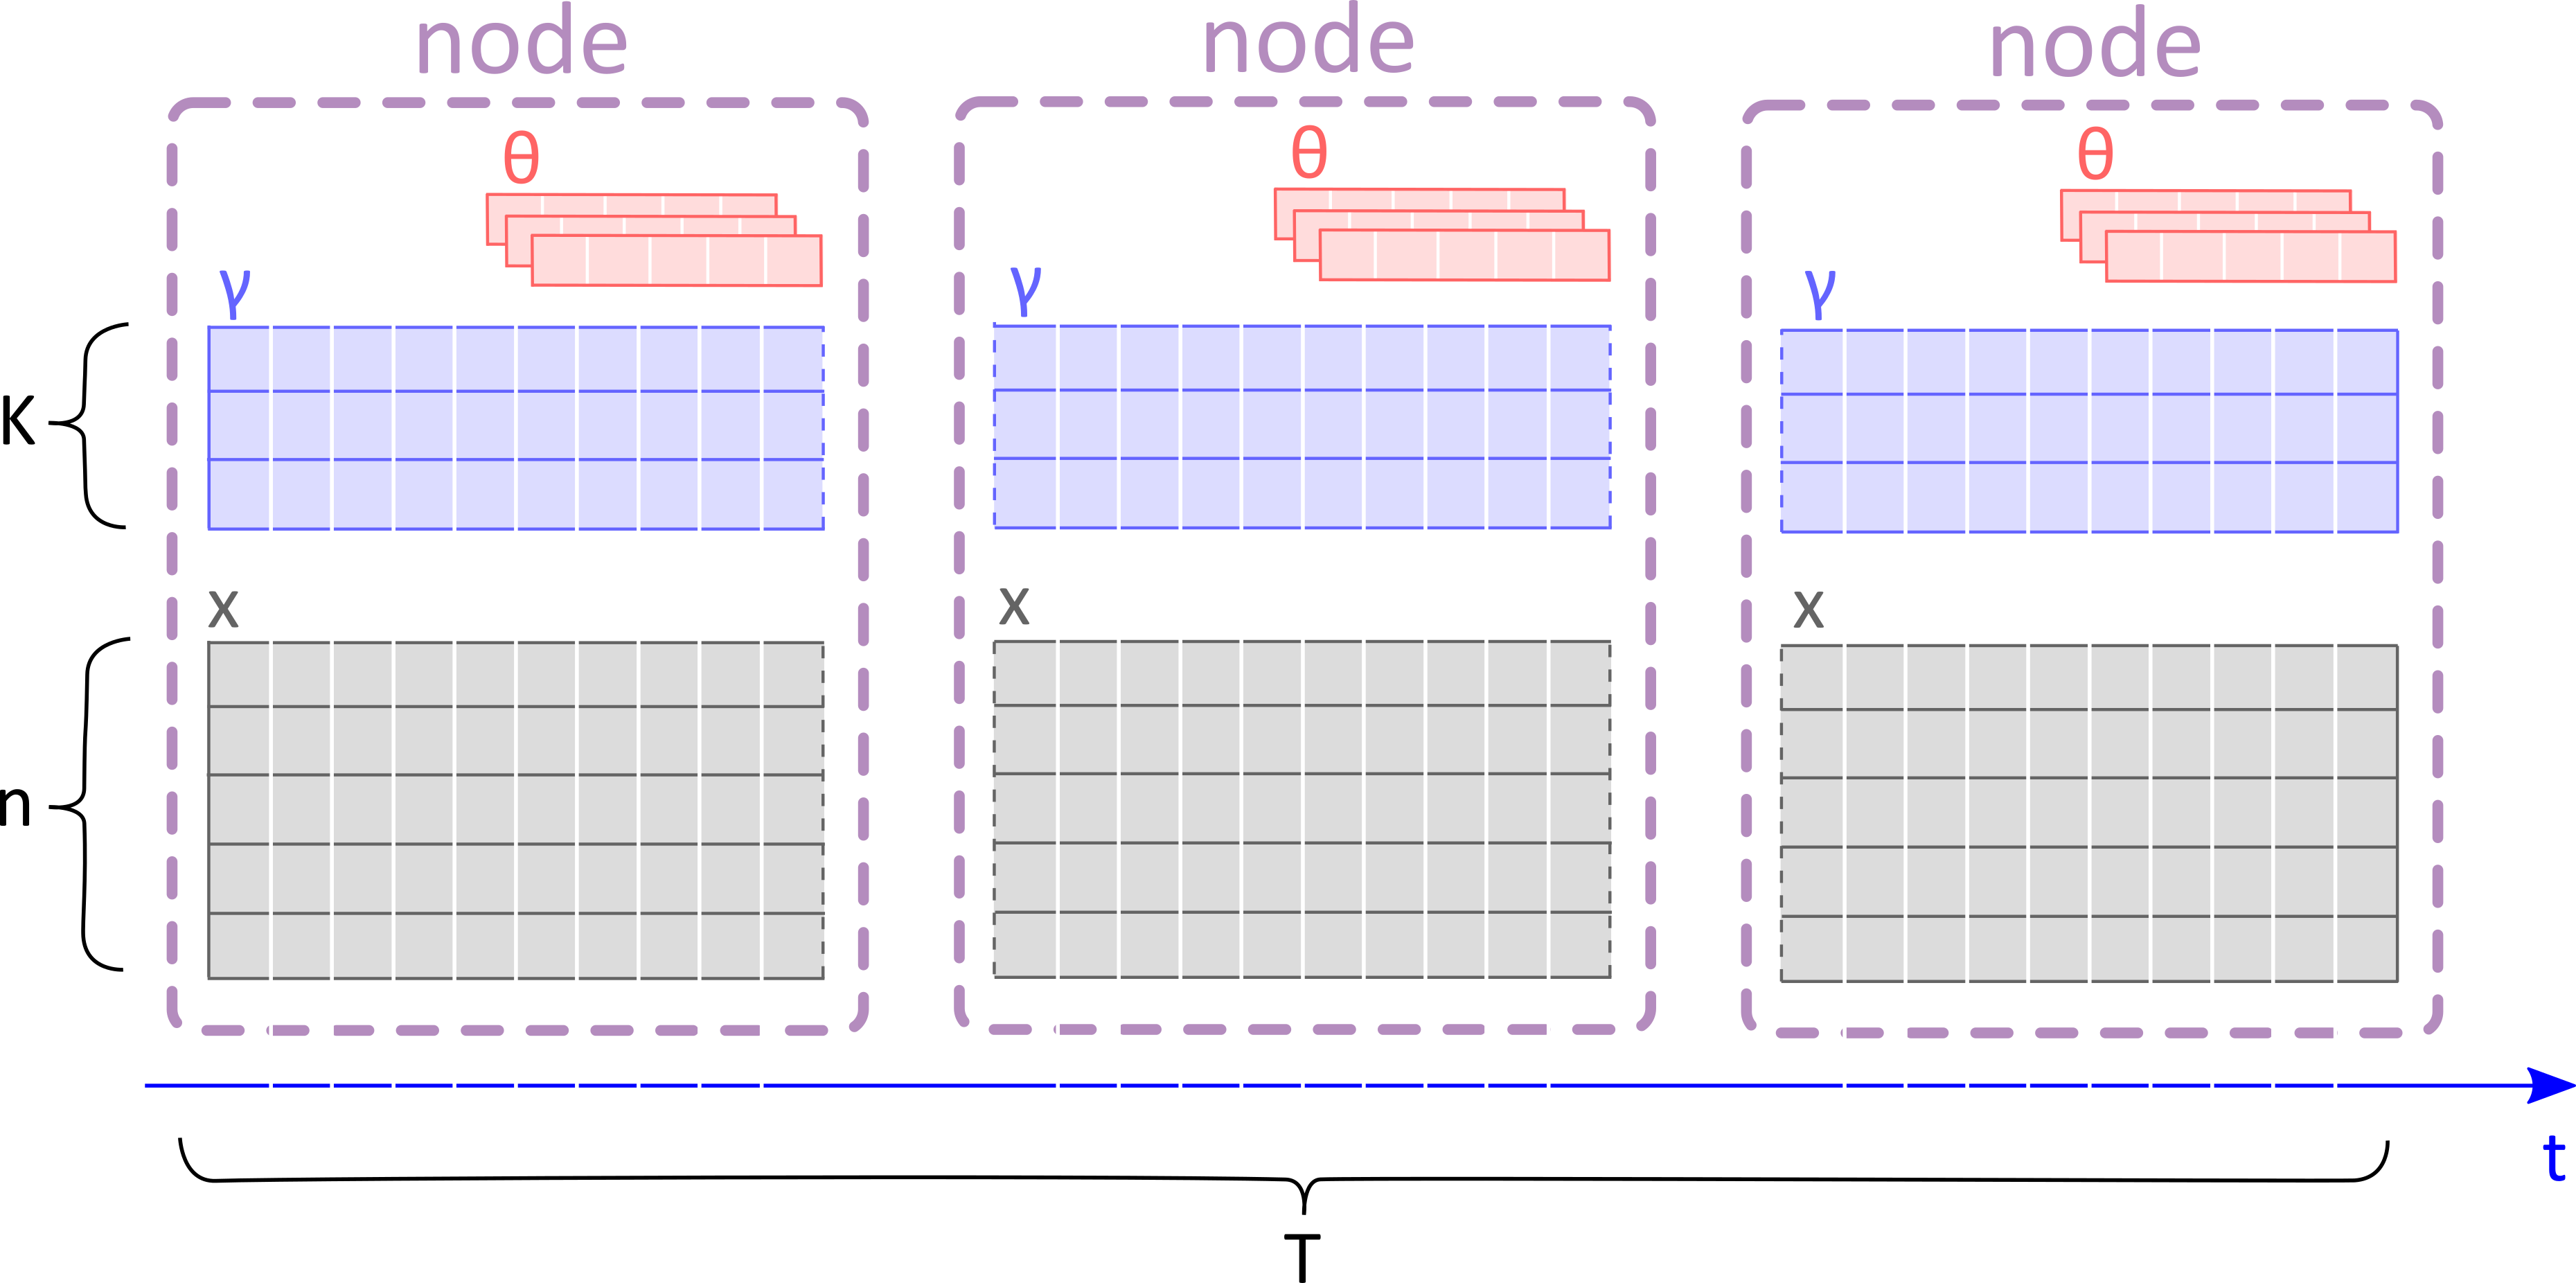 node node node
θ θ θ
γ γ γ
K
x x x
n
t
T